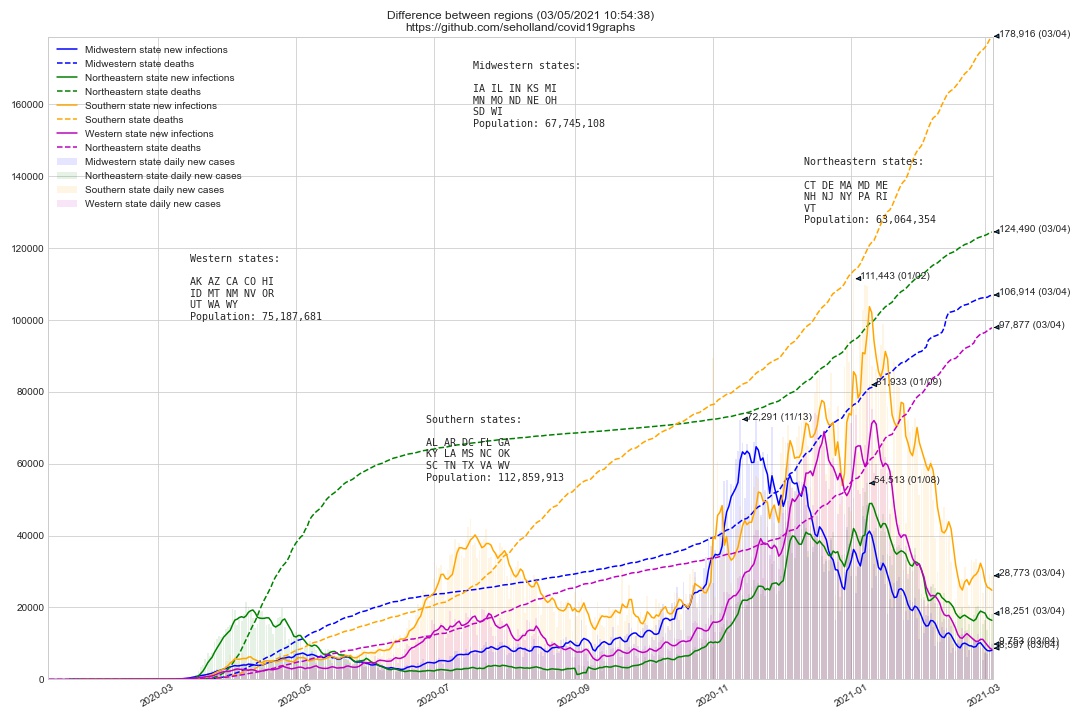 Difference between regions (03/05/2021 10:54:38)
https://github.com/seholland/covid19graphs
Midwestern state new infections
Midwestern state deaths
Northeastern state new infections
Northeastern state deaths
Southern state new infections
Southern state deaths
Western state new infections
Northeastern state deaths
Midwestern state daily new cases
Northeastern state daily new cases
Southern state daily new cases
Western state daily new cases
Midwestern states:
IA IL IN KS MI
MN MO ND NE OH
SD WI
Population: 67,745,108
Northeastern states:
CT DE MA MD ME
NH NJ NY PA RI
VT
Population: 63,064,354
Western states:
AK AZ CA CO HI
ID MT NM NV OR
UT WA WY
Population: 75,187,681
Southern states:
AL AR DC FL GA
KY LA MS NC OK
SC TN TX VA WV
Population: 112,859,913
178,916 (03/04)
124,490 (03/04)
111,443 (01/02)
106,914 (03/04)
97,877 (03/04)
81,933 (01/09)
72,291 (11/13)
54,513 (01/08)
28,773 (03/04)
18,251 (03/04)
9,753 (03/04)
8,597 (03/04)
160000
140000
120000
100000
80000
60000
40000
20000
0
2020-03
2020-05
2020-07
2020-09
2020-11
2021-01
2021-03